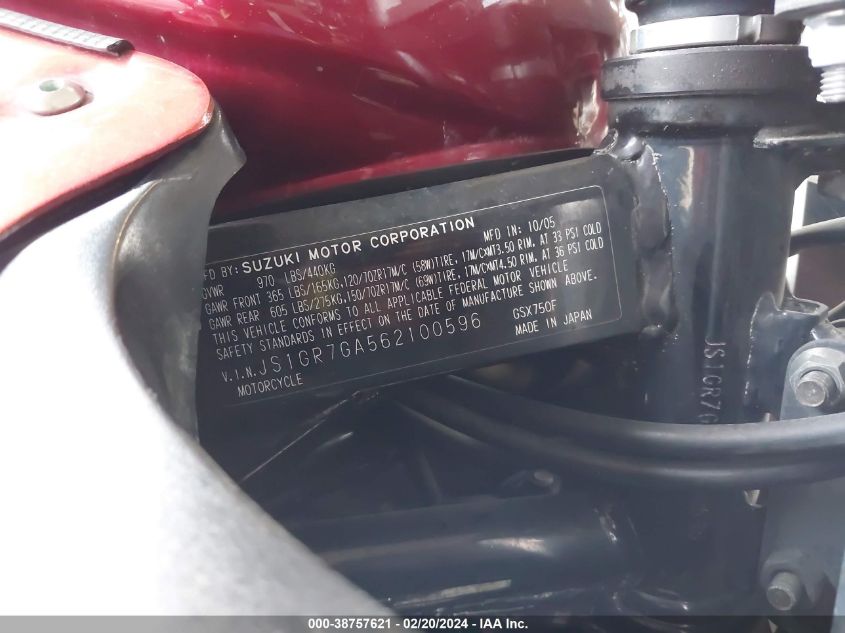 FD BY: SUZUKI MOTOR CORPORATION MFD IN: 10/05
GVWR 970 LBS/440KG
GAWR FRONT 365 LBS/165KG,120/70ZR17M/C (58W)TIRE, 17M/CXMT3.50 RIM, AT 33 PSI COLD
GAWR REAR 605 LBS/275KG,150/70ZR17M/C (69W)TIRE, 17M/CXMT4.50 RIM, AT 36 PSI COLD
THIS VEHICLE CONFORMS TO ALL APPLICABLE FEDERAL MOTOR VEHICLE
SAFETY STANDARDS IN EFFECT ON THE DATE OF MANUFACTURE SHOWN ABOVE.
V.I.N. JS1GR7GA562100596 GSX750F
MOTORCYCLE MADE IN JAPAN
JS1GR7G
000-38757621 - 02/20/2024 - IAA Inc.